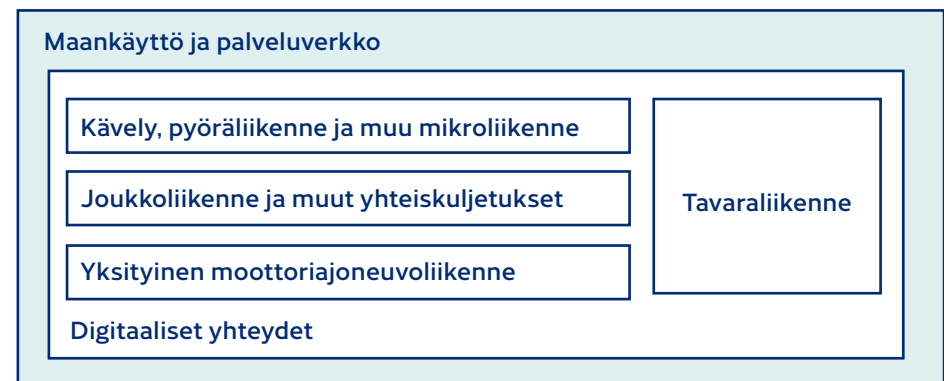 Maankäyttö ja palveluverkko
Kävely, pyöräliikenne ja muu mikroliikenne
Joukkoliikenne ja muut yhteiskuljetukset
Yksityinen moottoriajoneuvoliikenne
Tavaraliikenne
Digitaaliset yhteydet